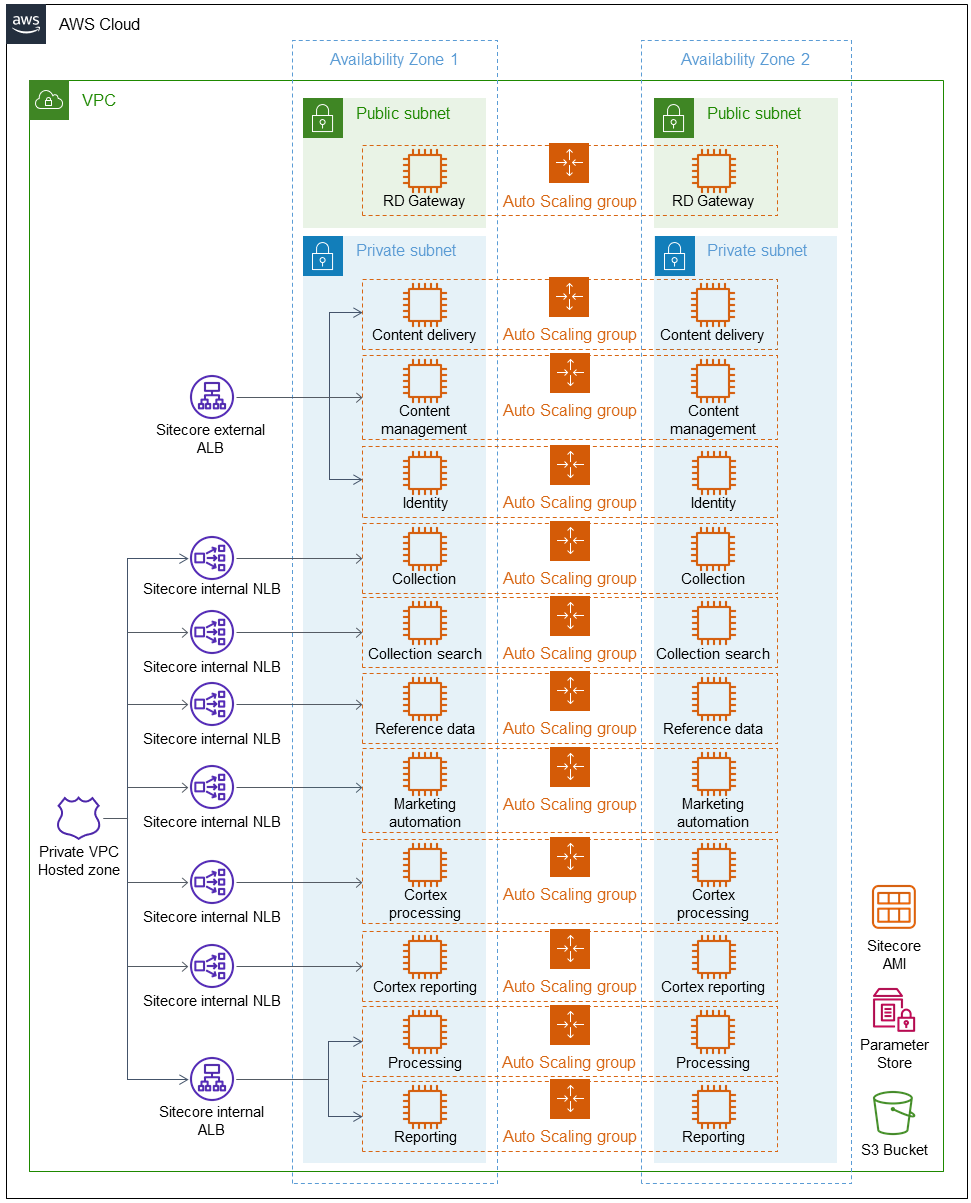 aws
AWS Cloud
Availability Zone 1
Availability Zone 2
VPC
Public subnet
Public subnet
RD Gateway
Auto Scaling group
RD Gateway
Private subnet
Private subnet
Content delivery
Auto Scaling group
Content delivery
Sitecore external
ALB
Content
management
Auto Scaling group
Content
management
Identity
Auto Scaling group
Identity
Sitecore internal NLB
Collection
Auto Scaling group
Collection
Sitecore internal NLB
Collection search
Auto Scaling group
Collection search
Sitecore internal NLB
Reference data
Auto Scaling group
Reference data
Sitecore internal NLB
Marketing
automation
Auto Scaling group
Marketing
automation
Private VPC
Hosted zone
Sitecore internal NLB
Cortex
processing
Auto Scaling group
Cortex
processing
Sitecore internal NLB
Cortex reporting
Auto Scaling group
Cortex reporting
Sitecore internal
ALB
Processing
Auto Scaling group
Processing
Reporting
Auto Scaling group
Reporting
Sitecore
AMI
Parameter
Store
S3 Bucket